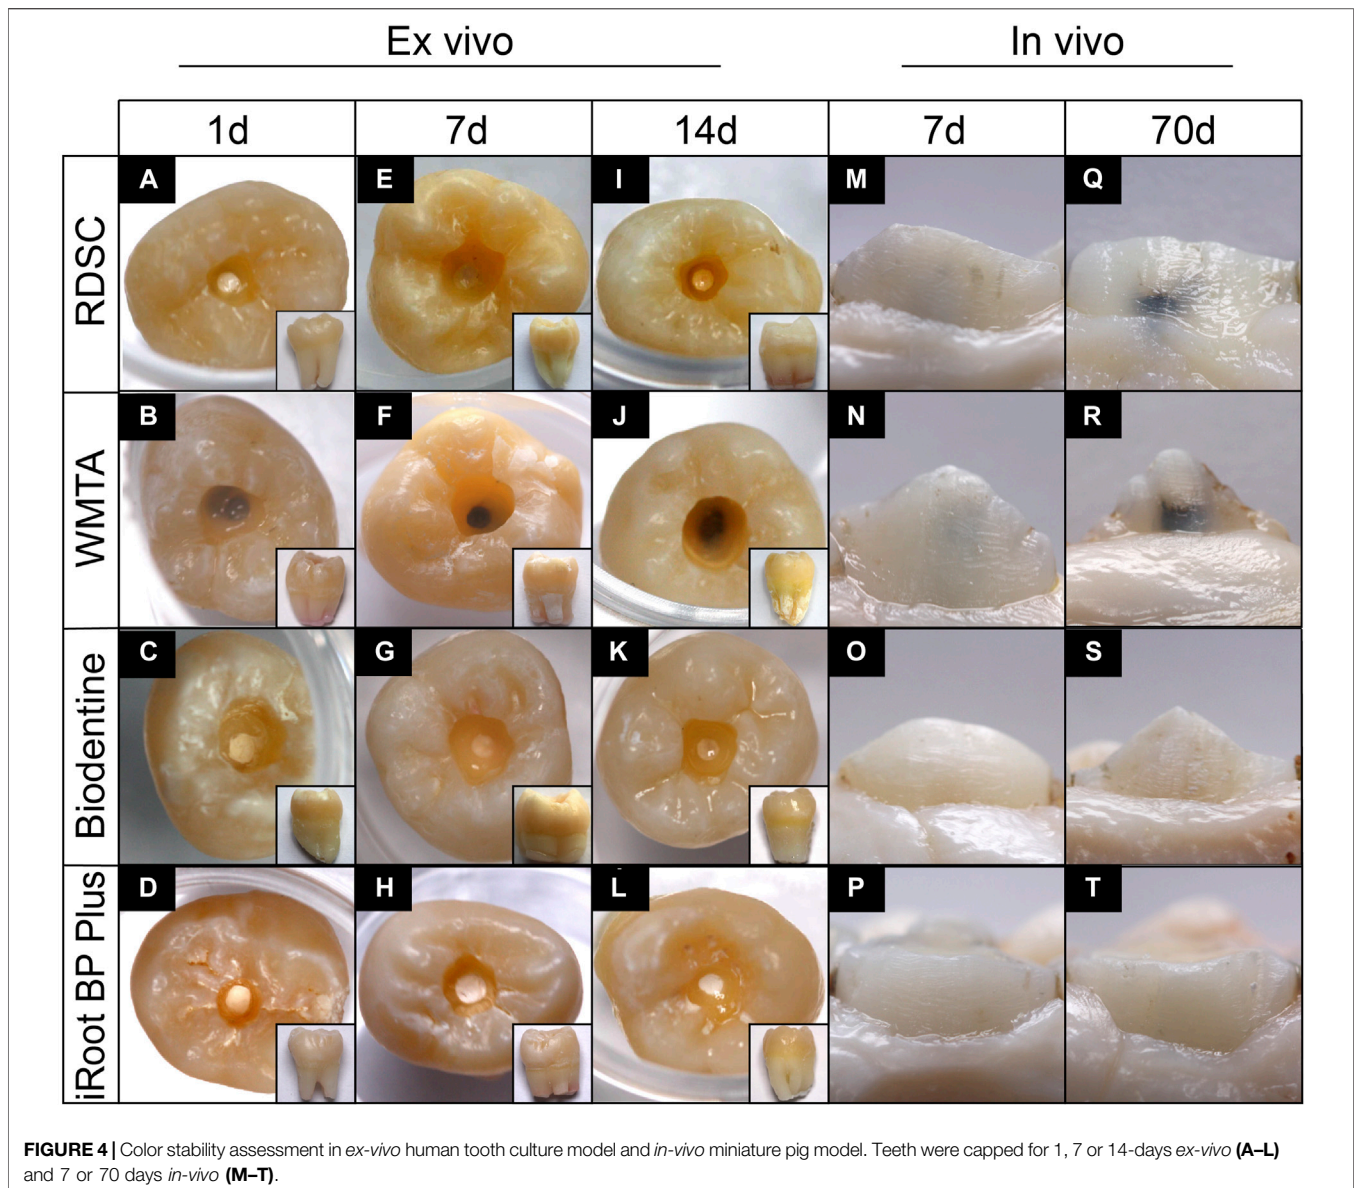 Ex vivo
In vivo
1d
7d
14d
7d
70d
RDSC
A
E
I
M
Q
WMTA
B
F
J
N
R
Biodentine
C
G
K
O
S
iRoot BP Plus
D
H
L
P
T
FIGURE 4 | Color stability assessment in ex-vivo human tooth culture model and in-vivo miniature pig model. Teeth were capped for 1, 7 or 14-days ex-vivo (A–L)
and 7 or 70 days in-vivo (M–T).